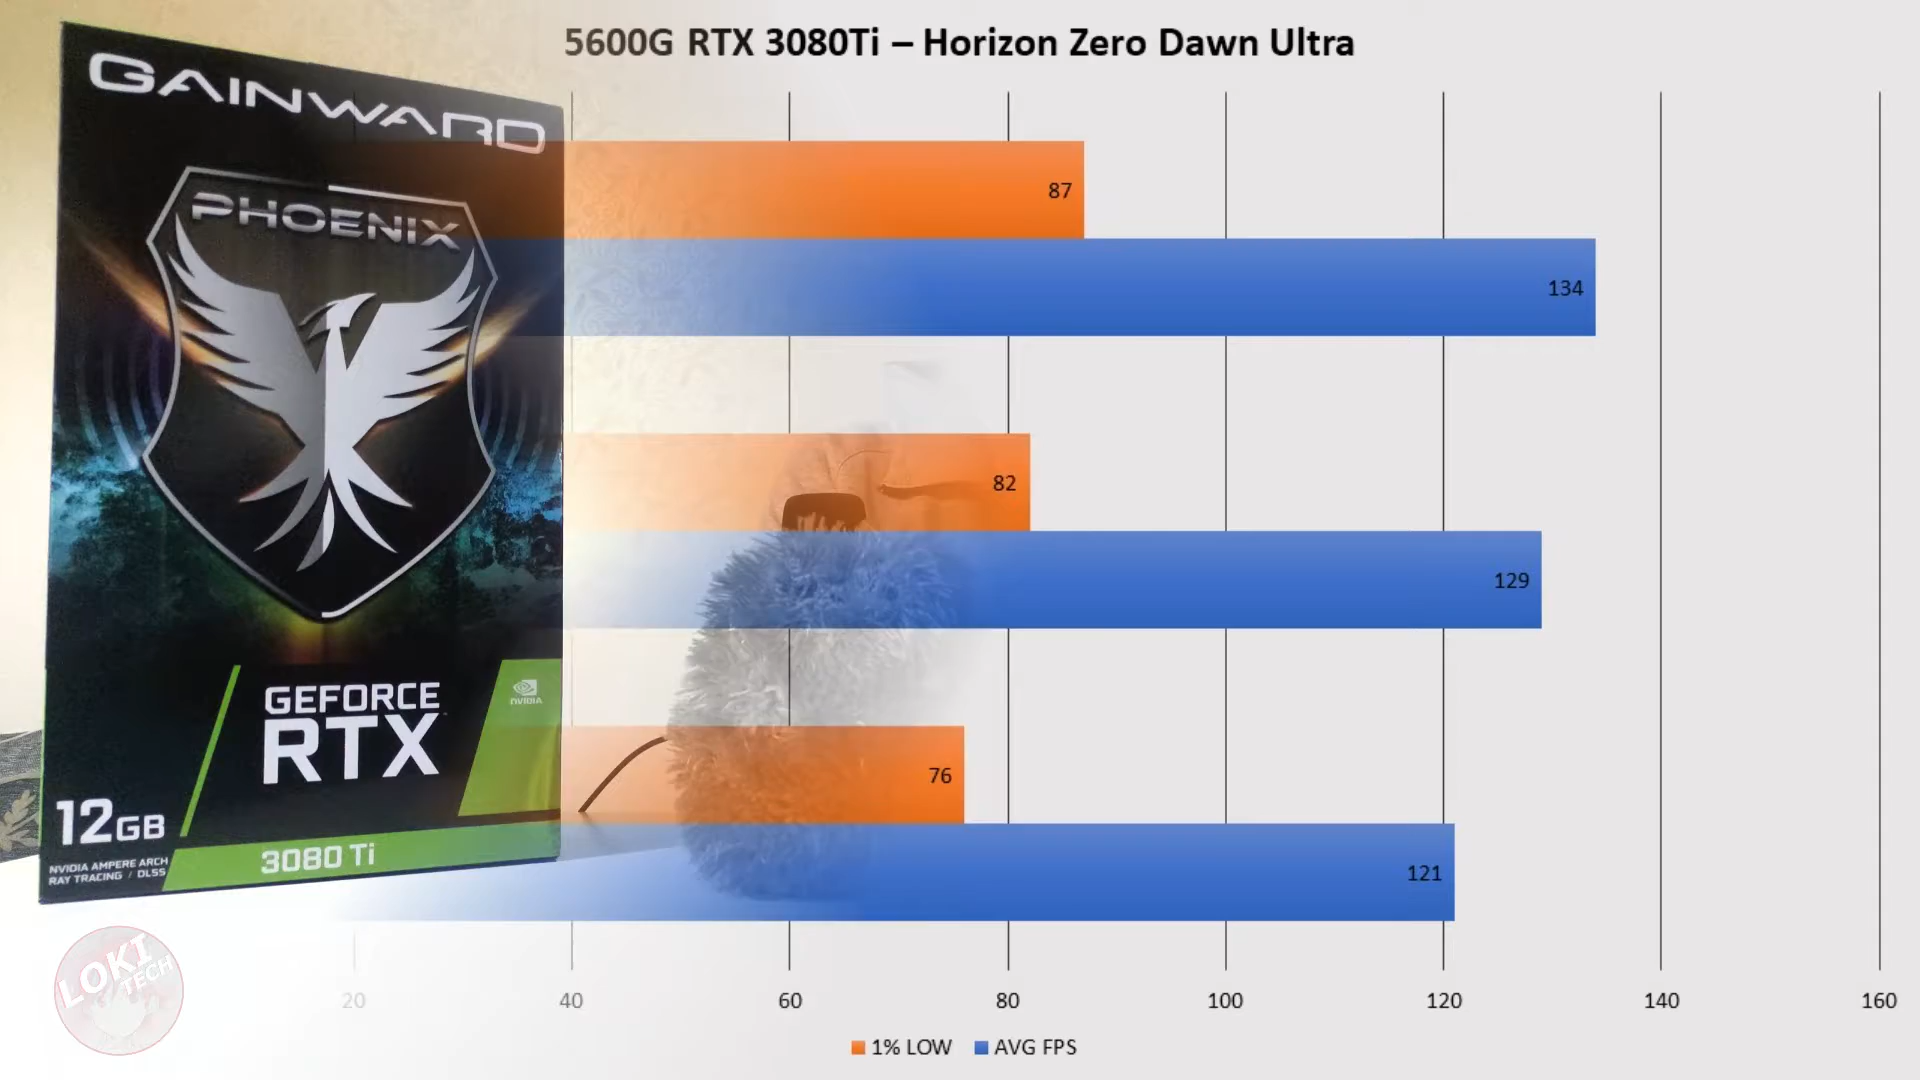 5600G RTX 3080Ti – Horizon Zero Dawn Ultra
GAINWARD
PHOENIX
87
134
82
129
76
121
GEFORCE
RTX
NVIDIA
12GB
NVIDIA AMPERE ARCH
RAY TRACING / DLSS
3080 Ti
LOKI
TECH
20
40
60
80
100
120
140
160
1% LOW
AVG FPS